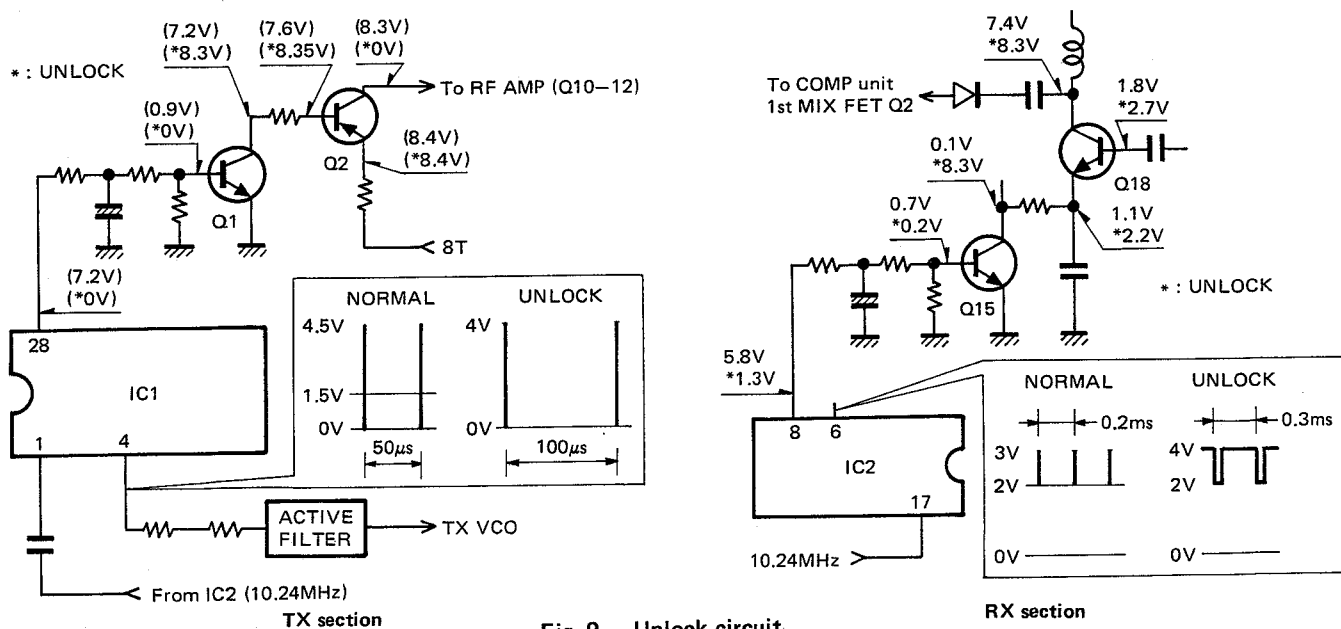 * : UNLOCK
(7.2V)
(*8.3V)
(7.6V)
(*8.35V)
(8.3V)
(*0V)
To RF AMP (Q10–12)
(0.9V)
(*0V)
Q1
Q2
(8.4V)
(*8.4V)
8T
(7.2V)
(*0V)
28
IC1
1
4
NORMAL
UNLOCK
4.5V
1.5V
0V
50μs
4V
0V
100μs
ACTIVE
FILTER
TX VCO
From IC2 (10.24MHz)
TX section
7.4V
*8.3V
To COMP unit
1st MIX FET Q2
1.8V
*2.7V
Q18
0.1V
*8.3V
0.7V
*0.2V
Q15
1.1V
*2.2V
* : UNLOCK
5.8V
*1.3V
8
6
IC2
17
10.24MHz
NORMAL
UNLOCK
0.2ms
0.3ms
3V
2V
0V
4V
2V
0V
RX section
Unlock circuit